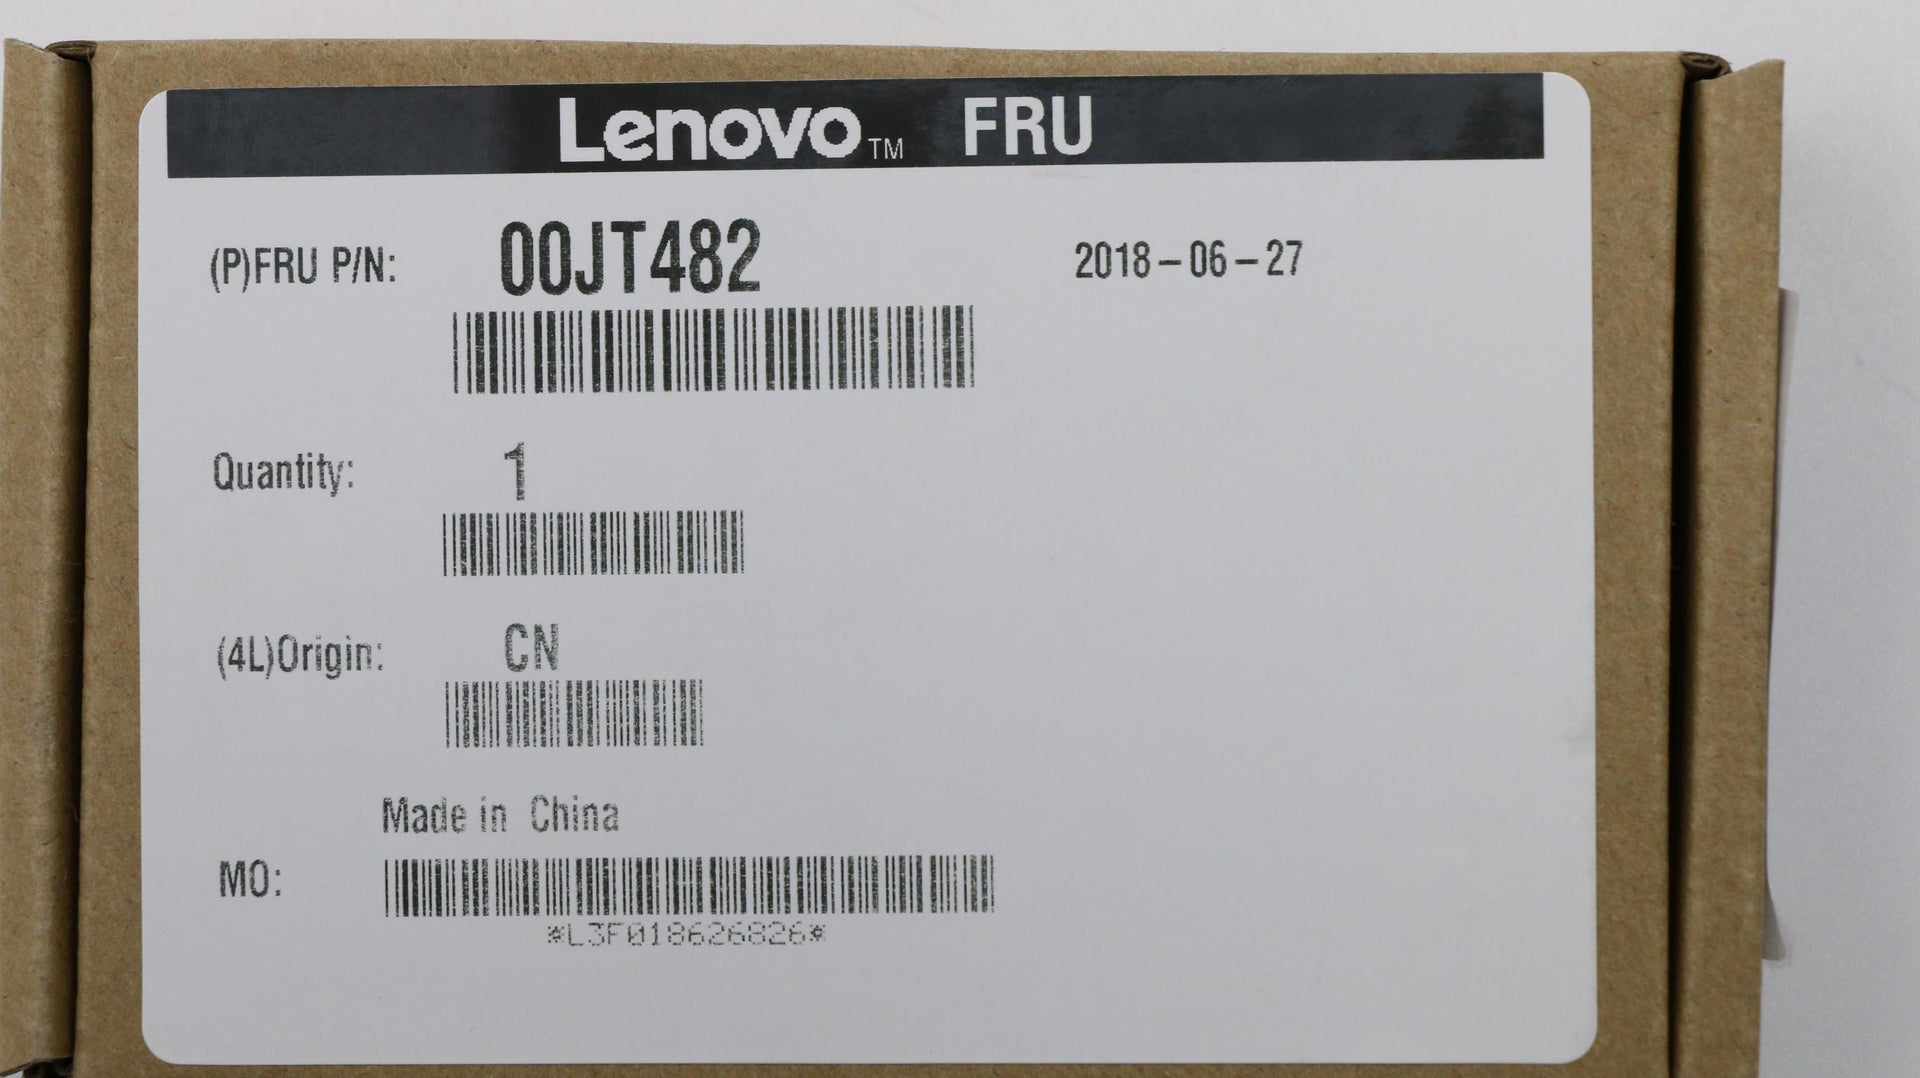 Lenovo™ FRU
(P)FRU P/N: 00JT482 2018-06-27
Quantity: 1
(4L)Origin: CN
Made in China
MO:
*L3F018626826*